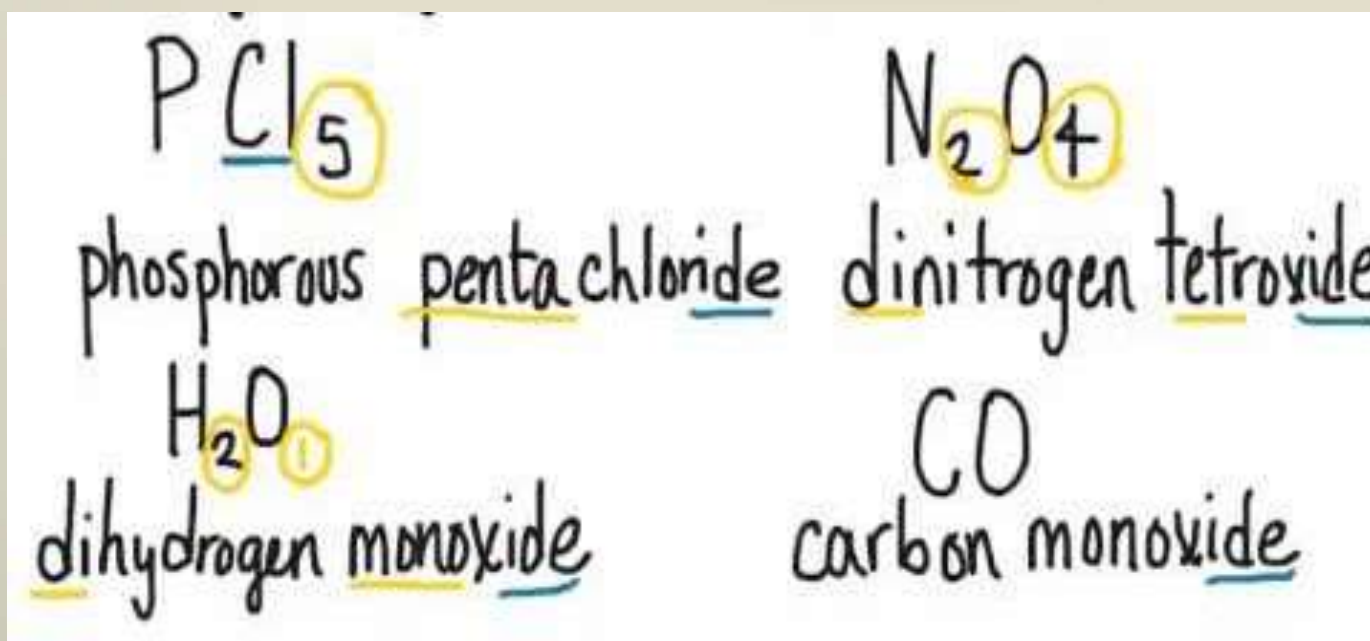 PCl5
phosphorous pentachloride
N2O4
dinitrogen tetroxide
H2O1
dihydrogen monoxide
CO
carbon monoxide